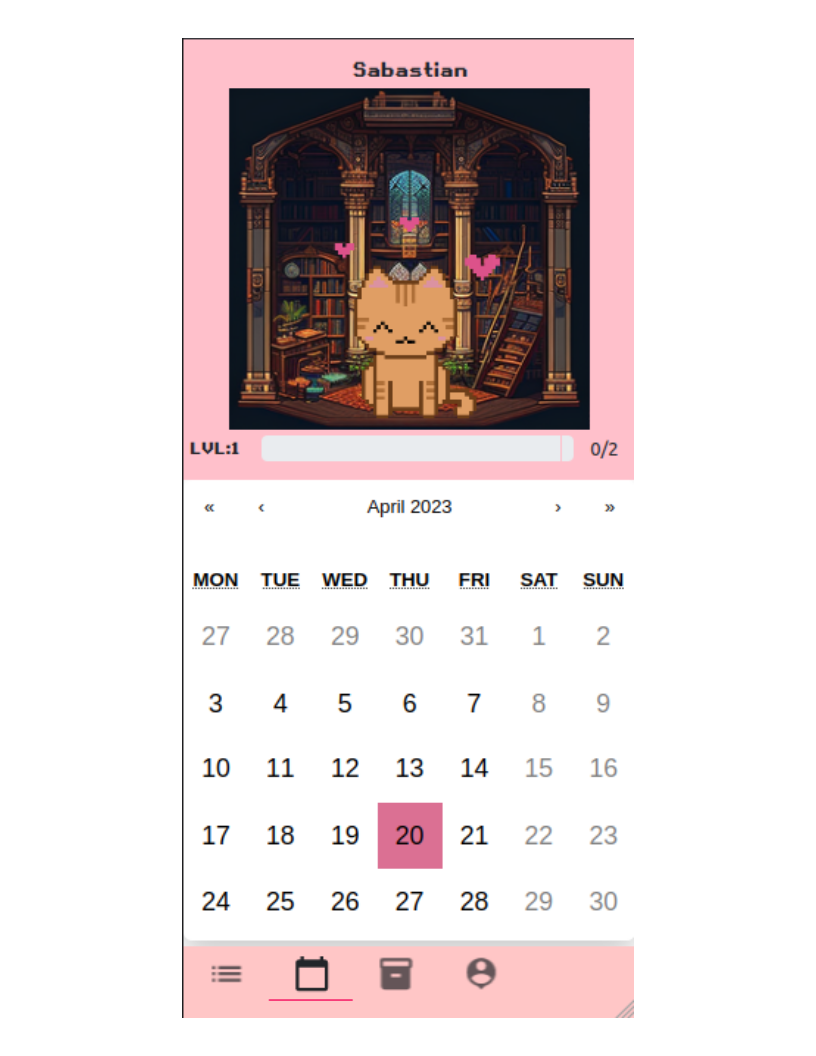 Sabastian
LVL:1 0/2
« ‹ April 2023 › »
MON TUE WED THU FRI SAT SUN
27 28 29 30 31 1 2
3 4 5 6 7 8 9
10 11 12 13 14 15 16
17 18 19 20 21 22 23
24 25 26 27 28 29 30